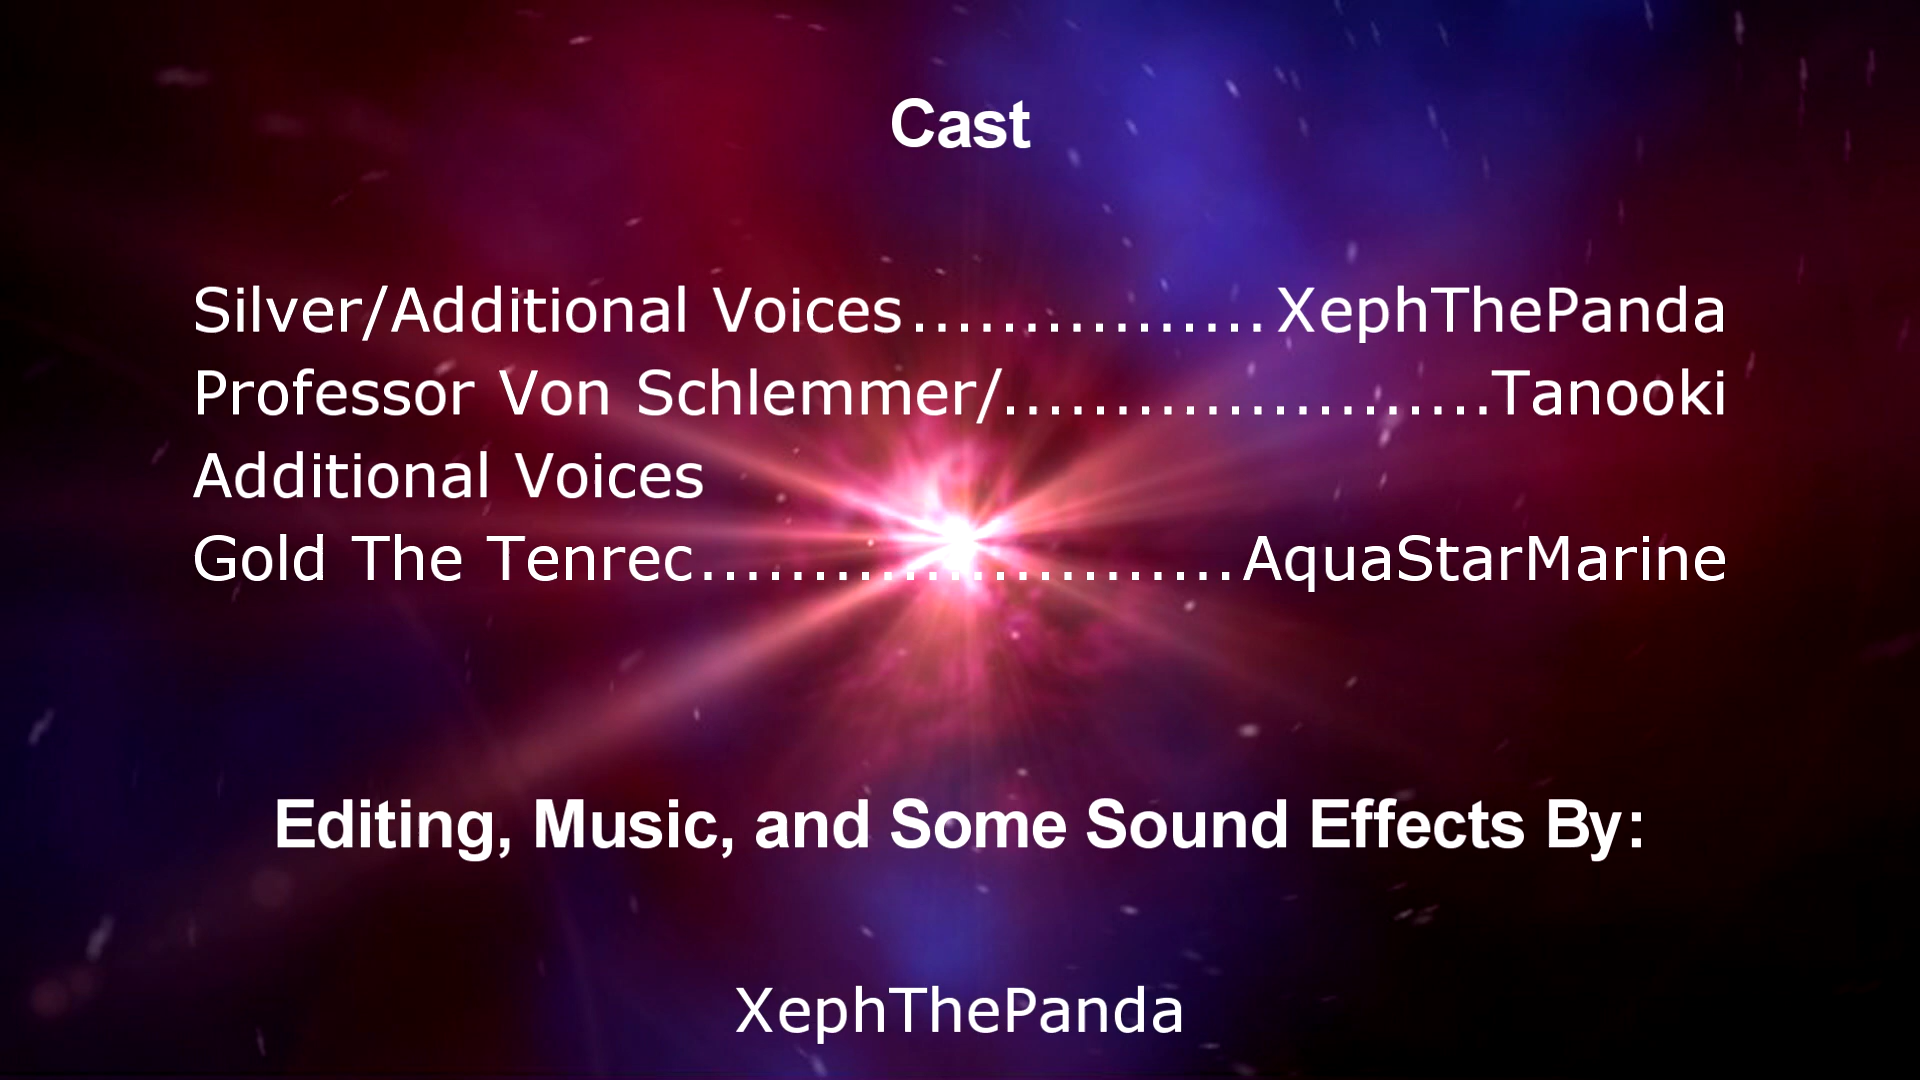 Cast
Silver/Additional Voices................XephThePanda
Professor Von Schlemmer/......................Tanooki
Additional Voices
Gold The Tenrec........................AquaStarMarine
Editing, Music, and Some Sound Effects By:
XephThePanda